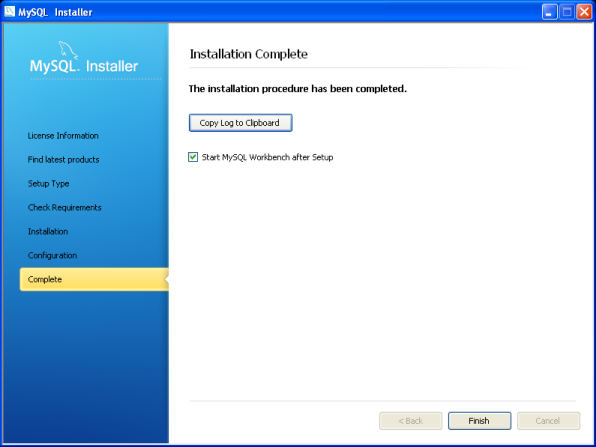 MySQL Installer
MySQL. Installer
License Information
Find latest products
Setup Type
Check Requirements
Installation
Configuration
Complete
Installation Complete
The installation procedure has been completed.
Copy Log to Clipboard
Start MySQL Workbench after Setup
< Back
Finish
Cancel